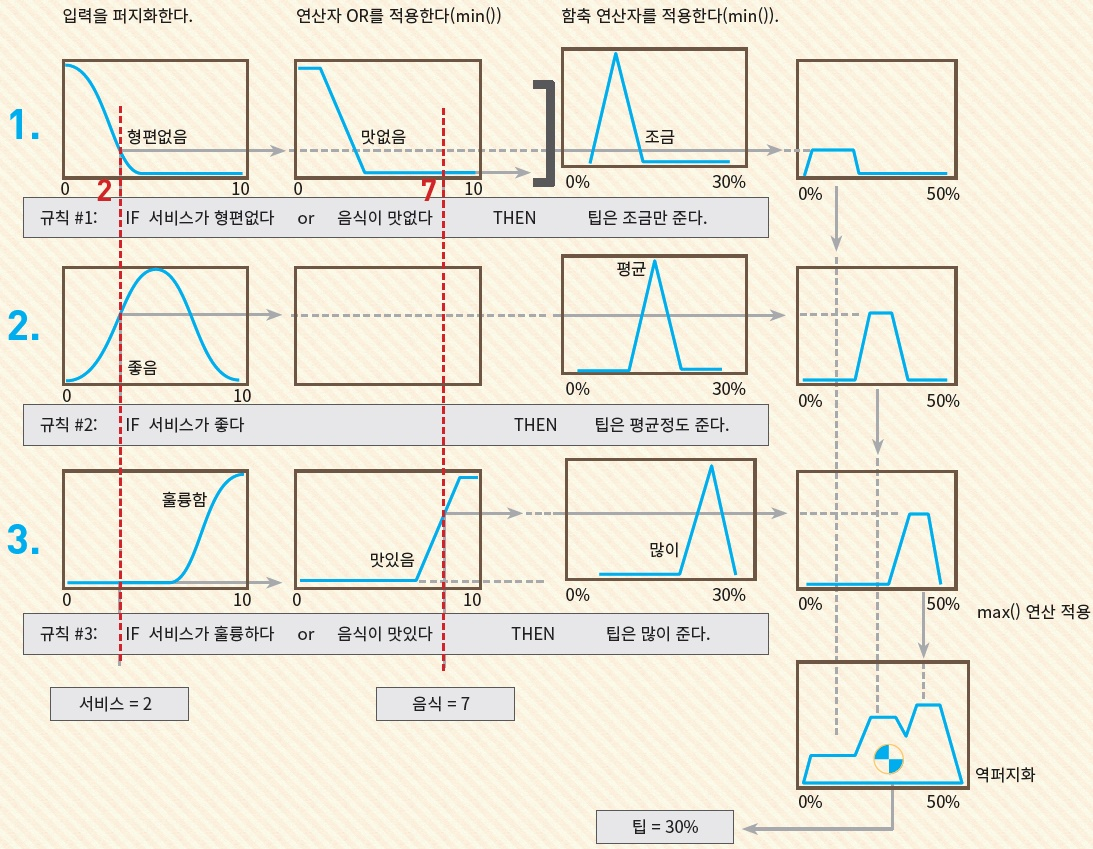 입력을 퍼지화한다. 연산자 OR를 적용한다(min()) 함축 연산자를 적용한다(min()).
1.
형편없음 맛없음 조금
0 2 10 0 7 10 0% 30% 0% 50%
규칙 #1: IF 서비스가 형편없다 or 음식이 맛없다 THEN 팁은 조금만 준다.
2.
평균
좋음
0 10 0% 30% 0% 50%
규칙 #2: IF 서비스가 좋다 THEN 팁은 평균정도 준다.
3.
훌륭함
맛있음 많이
0 10 0 10 0% 30% 0% 50%
max() 연산 적용
규칙 #3: IF 서비스가 훌륭하다 or 음식이 맛있다 THEN 팁은 많이 준다.
서비스 = 2 음식 = 7
역퍼지화
0% 50%
팁 = 30%